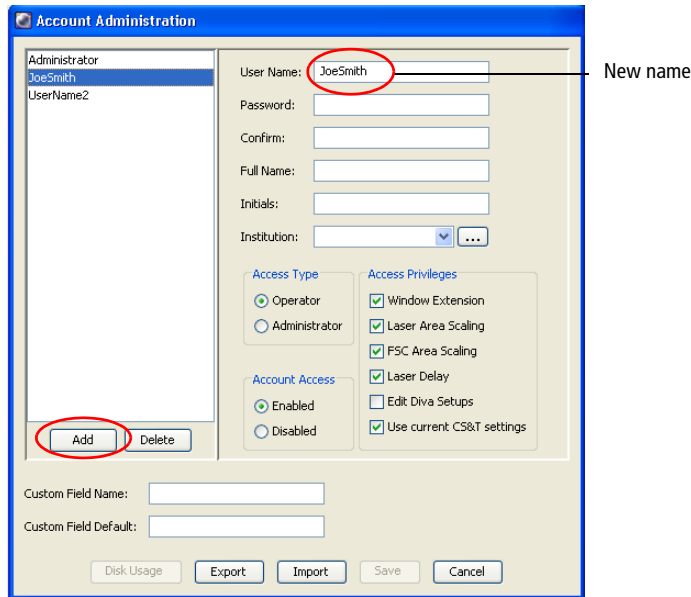 Account Administration
Administrator
JoeSmith
UserName2
User Name: JoeSmith
New name
Password:
Confirm:
Full Name:
Initials:
Institution:
...
Access Type
Operator
Administrator
Access Privileges
Window Extension
Laser Area Scaling
FSC Area Scaling
Laser Delay
Edit Diva Setups
Use current CS&T settings
Account Access
Enabled
Disabled
Add Delete
Custom Field Name:
Custom Field Default:
Disk Usage Export Import Save Cancel